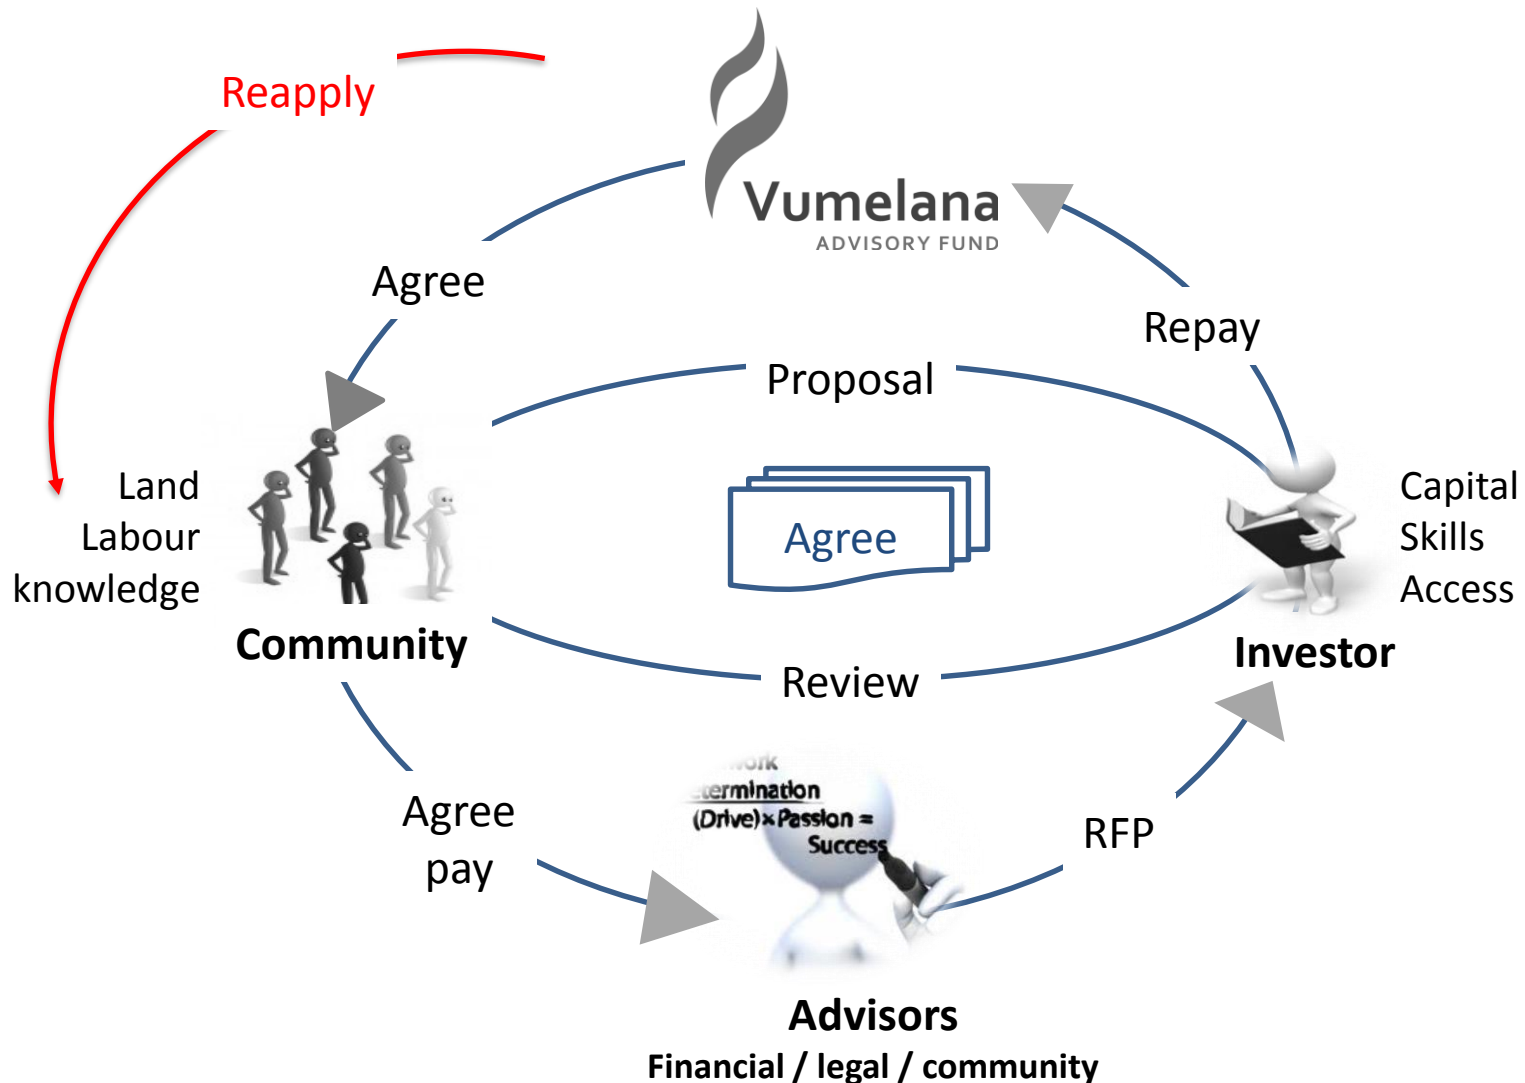 Reapply
Vumelana
ADVISORY FUND
Agree
Repay
Proposal
Land
Labour
knowledge
Agree
Capital
Skills
Access
Community
Investor
Review
Agree
pay
(Drive)×Passion =
Success
RFP
Advisors
Financial / legal / community